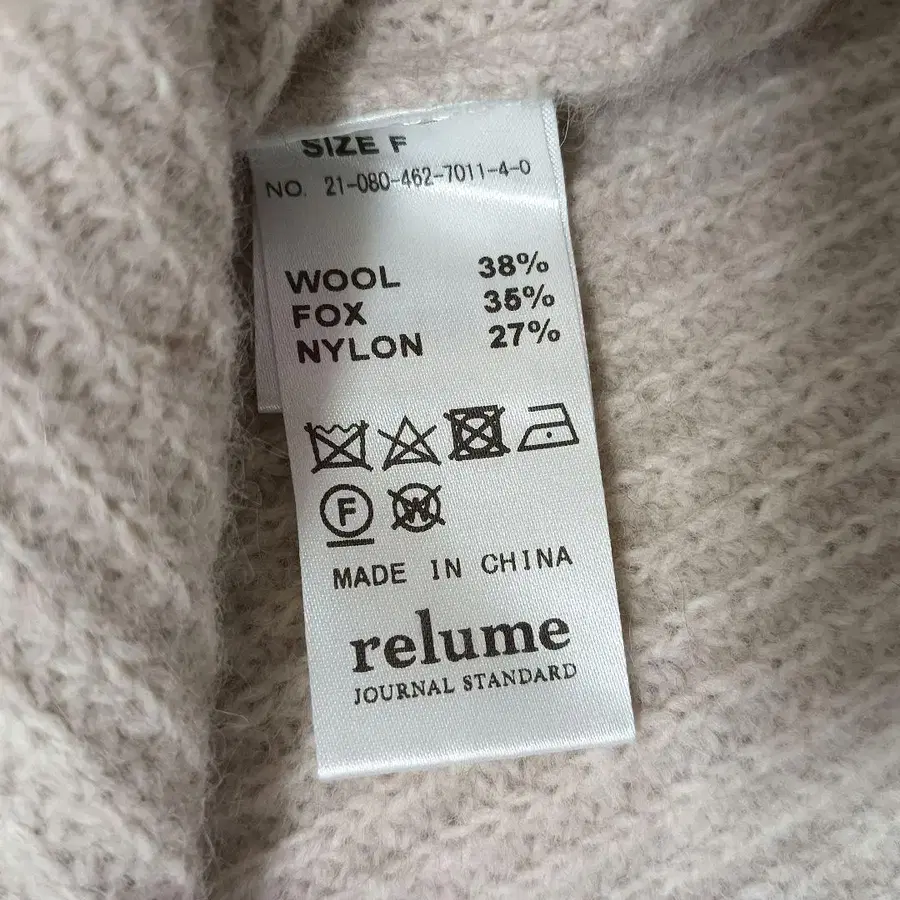 SIZE F
NO. 21-080-462-7011-4-0
WOOL 38%
FOX 35%
NYLON 27%
F W
MADE IN CHINA
relume
JOURNAL STANDARD